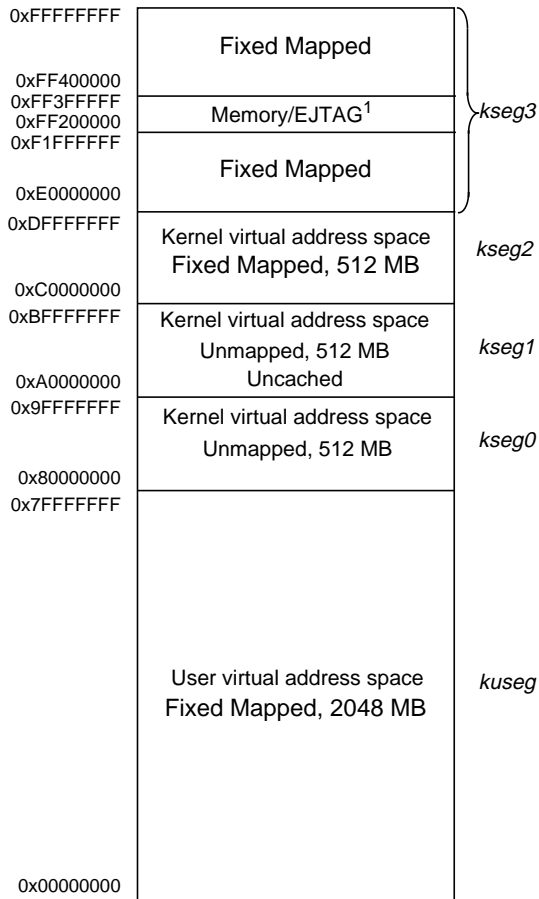 0xFFFFFFFF
Fixed Mapped
0xFF400000
0xFF3FFFFF
Memory/EJTAG1
kseg3
0xFF200000
0xF1FFFFFF
Fixed Mapped
0xE0000000
0xDFFFFFFF
Kernel virtual address space
Fixed Mapped, 512 MB
kseg2
0xC0000000
0xBFFFFFFF
Kernel virtual address space
Unmapped, 512 MB
Uncached
kseg1
0xA0000000
0x9FFFFFFF
Kernel virtual address space
Unmapped, 512 MB
kseg0
0x80000000
0x7FFFFFFF
User virtual address space
Fixed Mapped, 2048 MB
kuseg
0x00000000